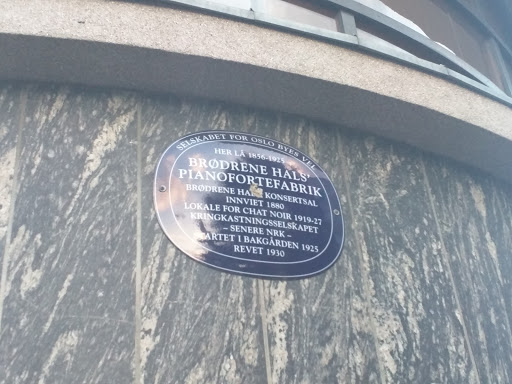 SELSKABET FOR OSLO BYES VEL
HER LÅ 1856-1925
BRØDRENE HALS'
PIANOFORTEFABRIK
BRØDRENE HALS KONSERTSAL
INNVIET 1880
LOKALE FOR CHAT NOIR 1919-27
KRINGKASTNINGSSELSKAPET
– SENERE NRK –
STARTET I BAKGÅRDEN 1925
REVET 1930